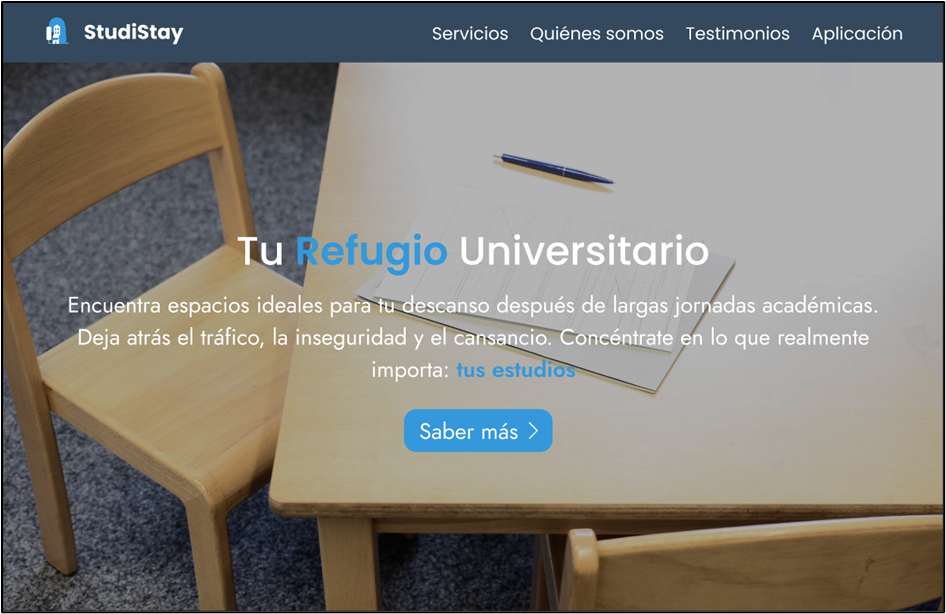 StudiStay
Servicios
Quiénes somos
Testimonios
Aplicación
Tu Refugio Universitario
Encuentra espacios ideales para tu descanso después de largas jornadas académicas.
Deja atrás el tráfico, la inseguridad y el cansancio. Concéntrate en lo que realmente
importa: tus estudios
Saber más